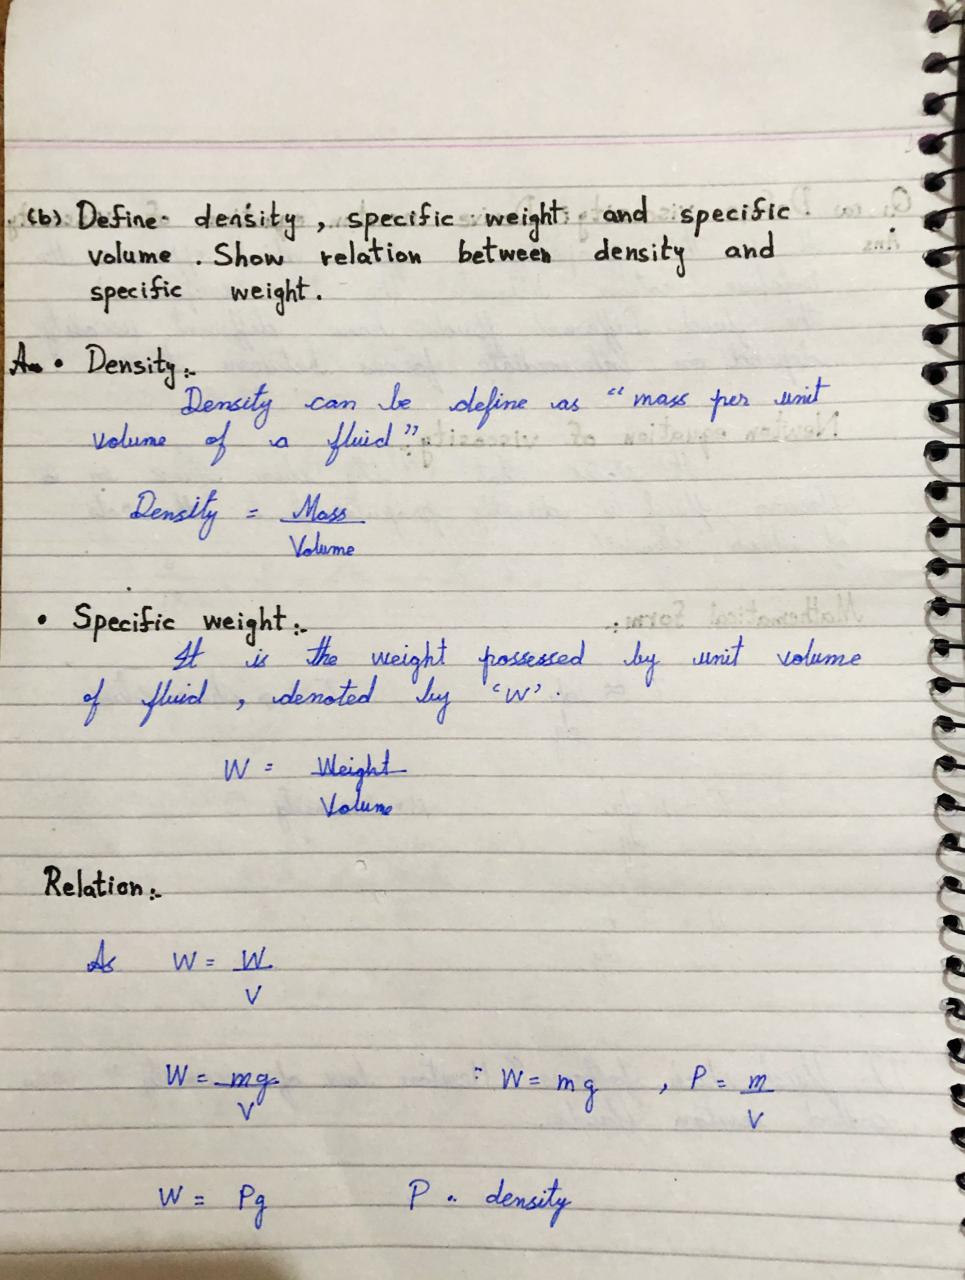 (b) Define density, specific weight and specific
volume. Show relation between density and
specific weight.
Ans • Density:-
Density can be define as "mass per unit
volume of a fluid"
Density = Mass
Volume
• Specific weight:-
It is the weight possessed by unit volume
of fluid, denoted by 'W'.
W = Weight
Volume
Relation:-
As W = W
V
W = mg ∵ W = mg , P = m
V V
W = Pg P = density